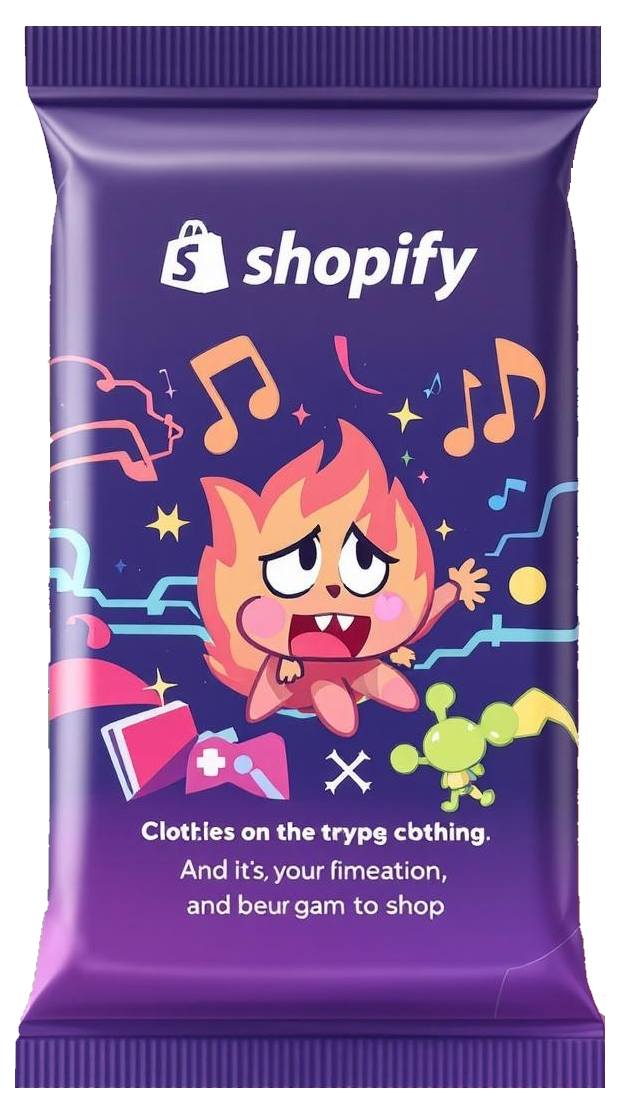 shopify
Clothies on the trypg cbthing.
And it's, your fimeation,
and beur gam to shop